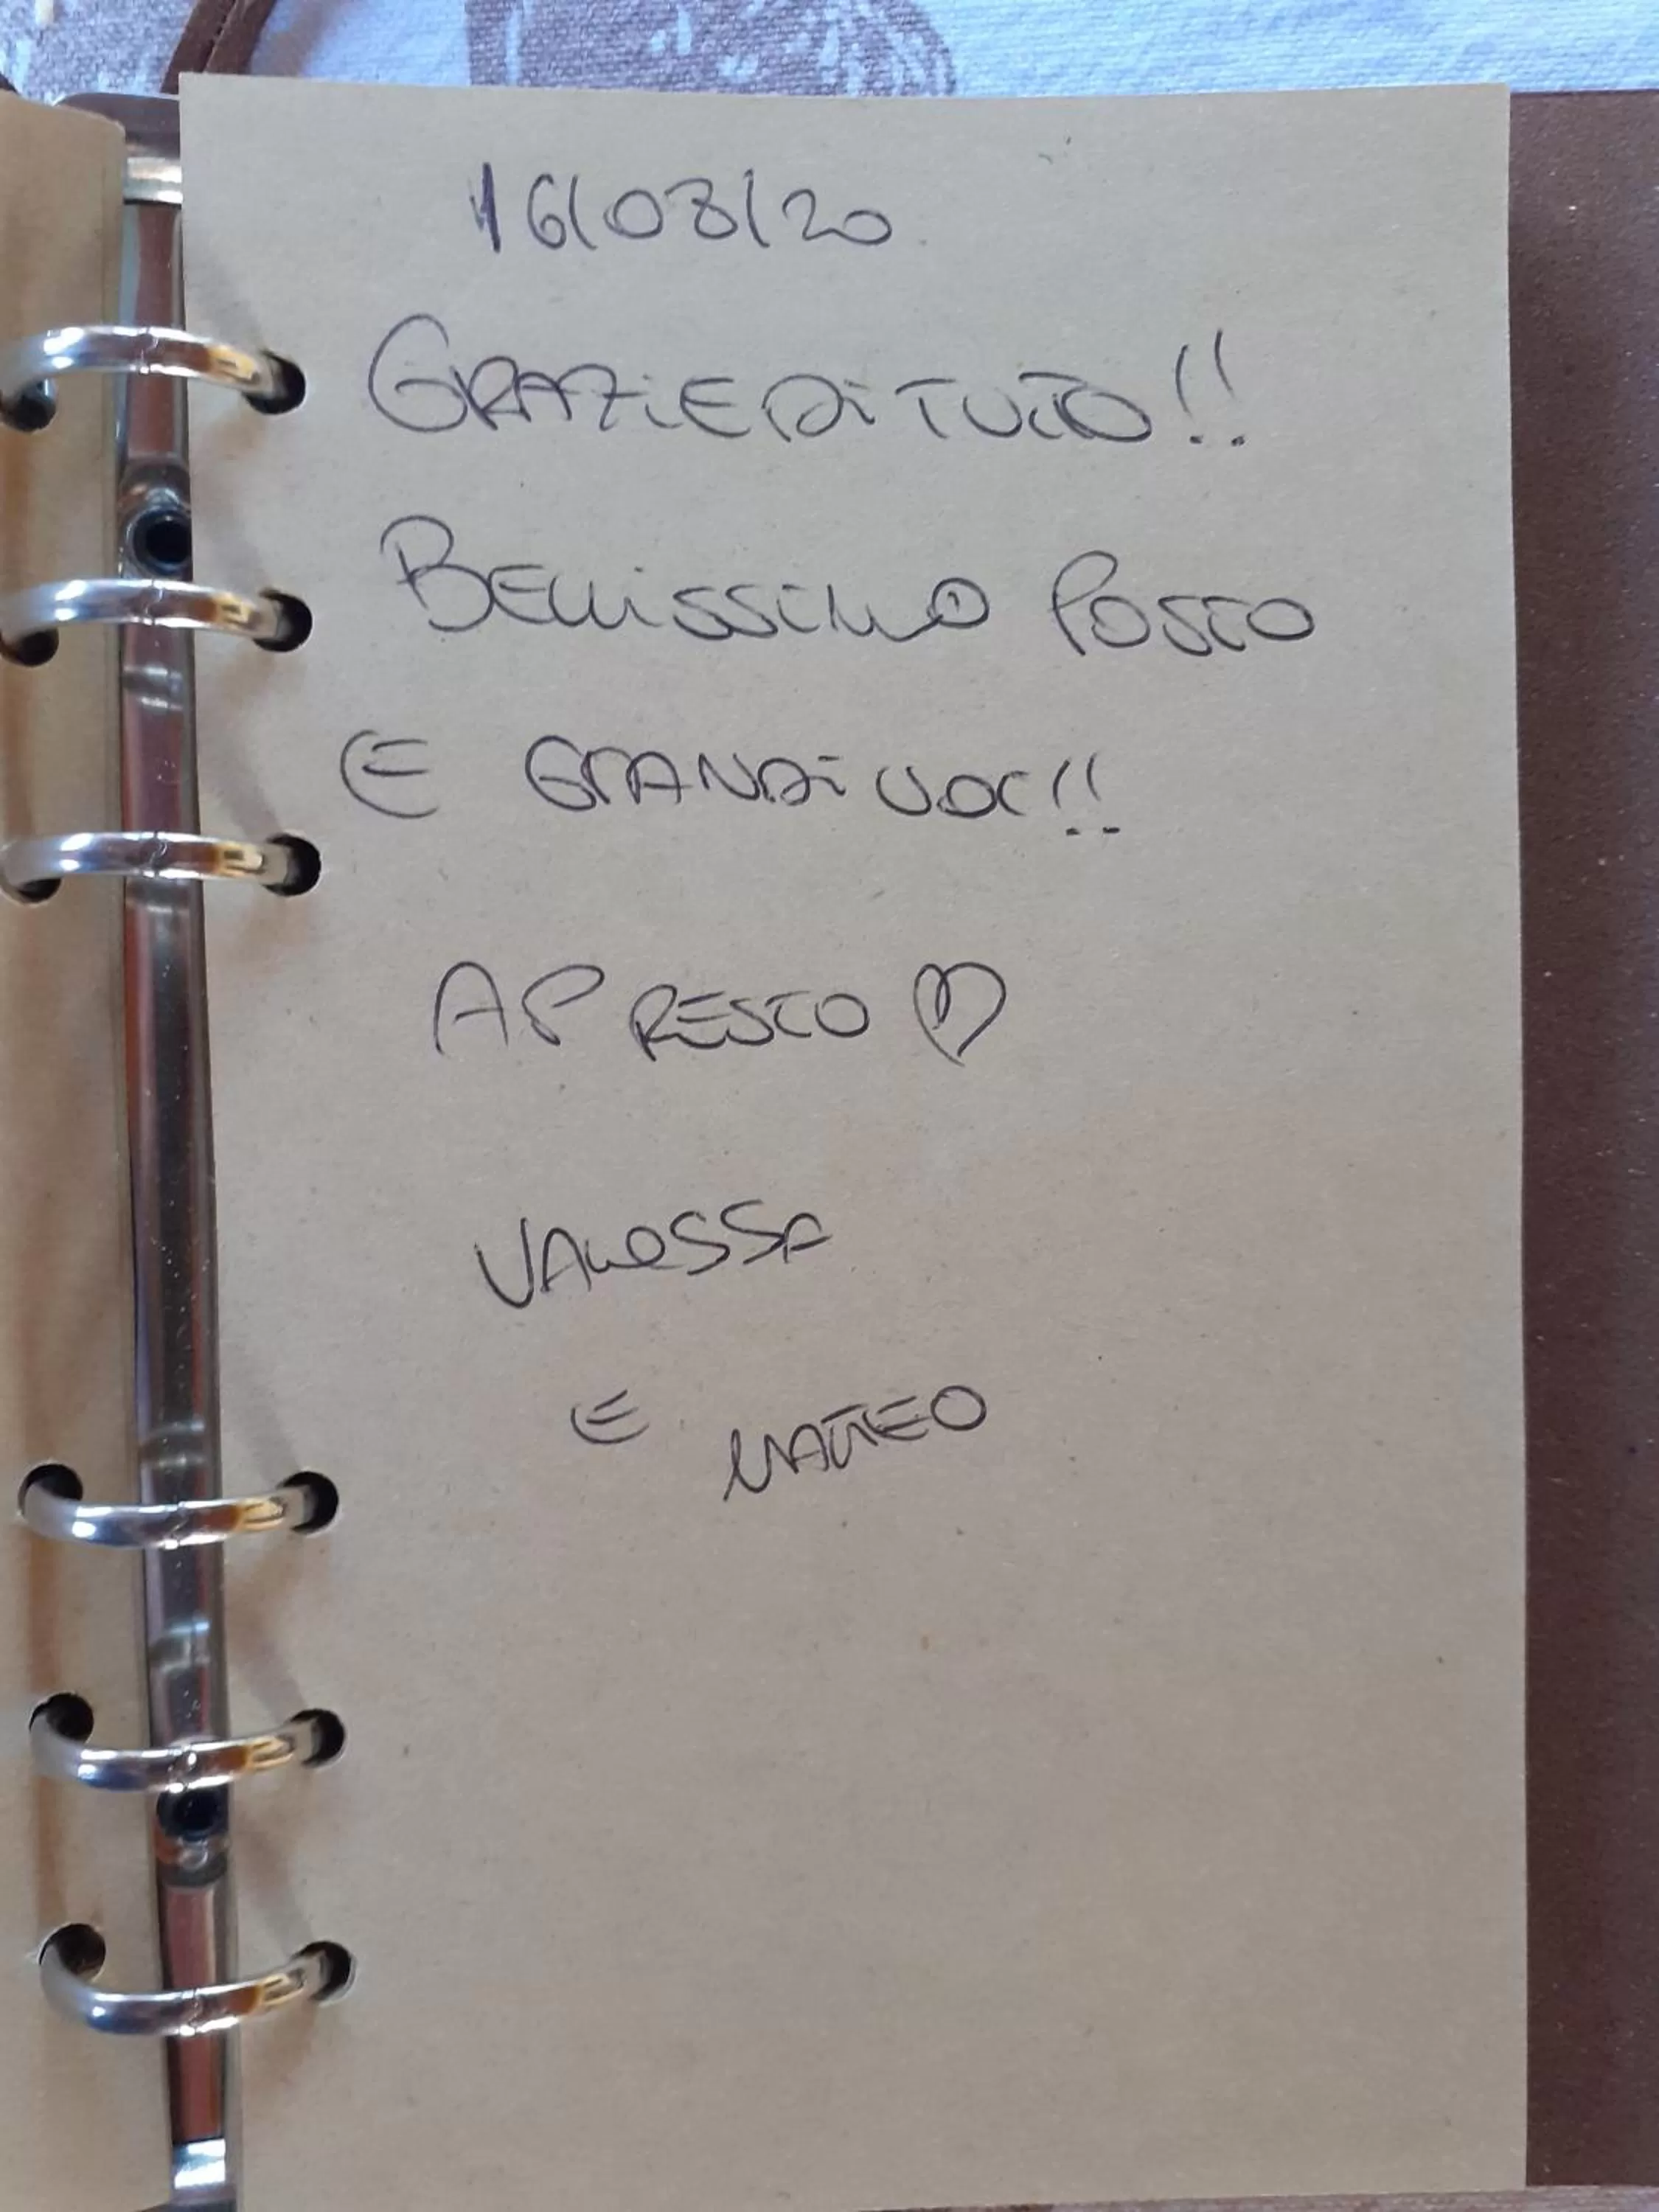 16/08/20
GRAZIE DI TUTTO!!
BELLISSIMO POSTO
E GRANDI VOI!!
A PRESTO ♡
VANESSA
E MATTEO